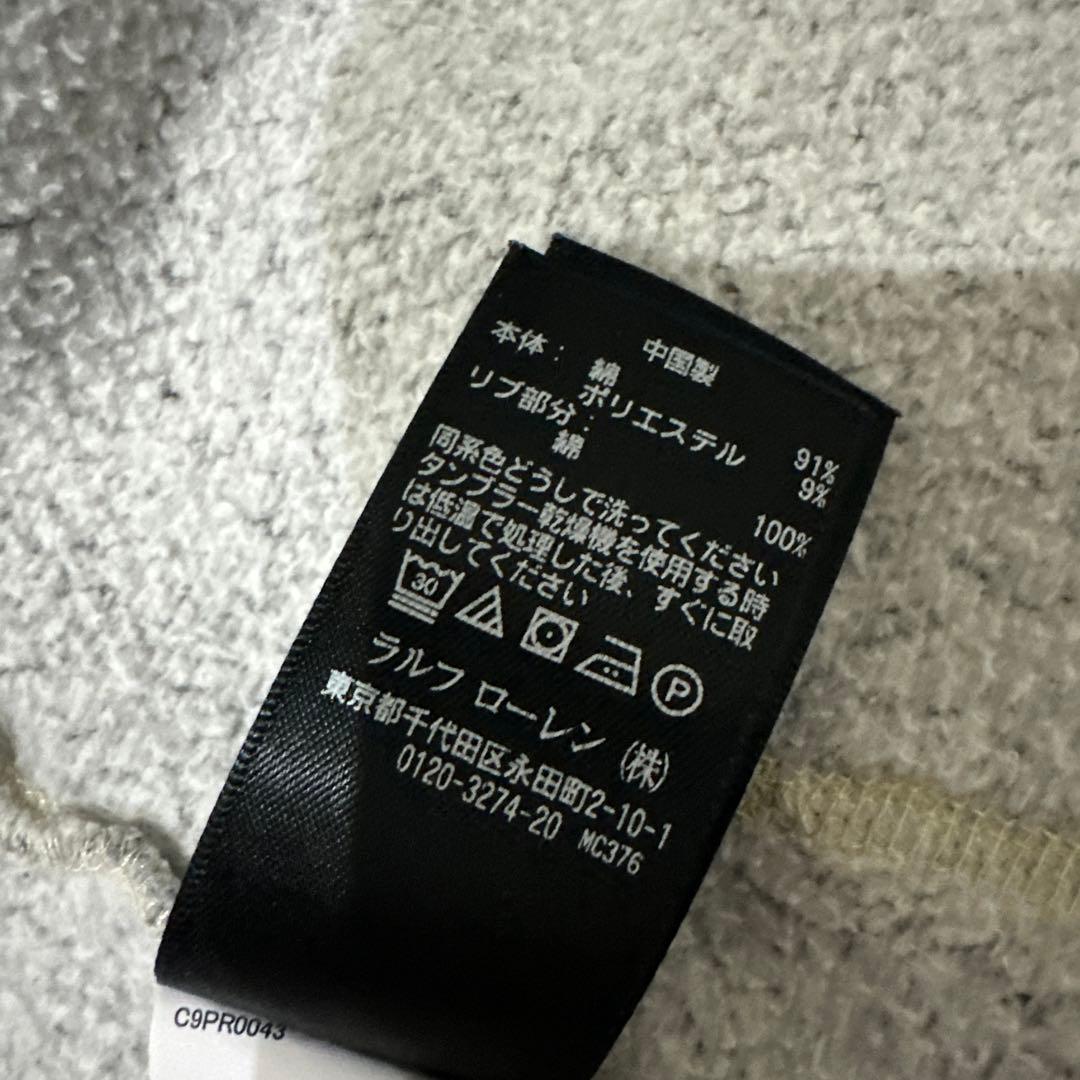 中国製
本体:
綿 91%
ポリエステル 9%
リブ部分:
綿 100%
同系色どうしで洗ってください
タンブラー乾燥機を使用する時
は低温で処理した後、すぐに取
り出してください
30 P
ラルフ ローレン (株)
東京都千代田区永田町2-10-1
0120-3274-20 MC376
C9PR0043